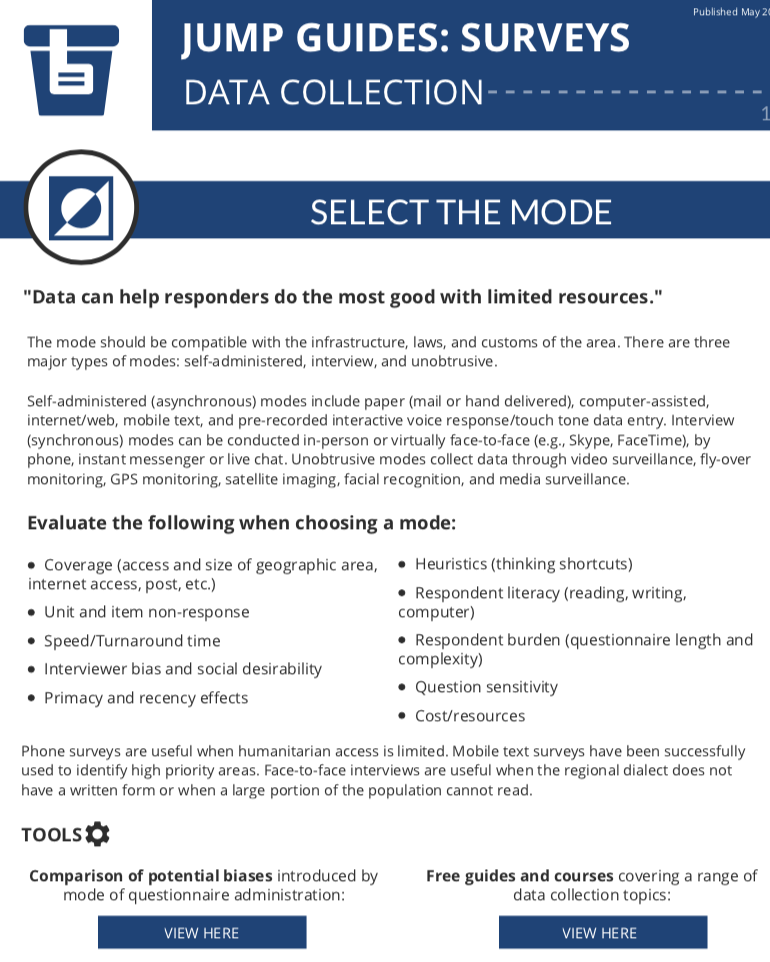 Published May 20
JUMP GUIDES: SURVEYS
DATA COLLECTION
1
SELECT THE MODE
"Data can help responders do the most good with limited resources."
The mode should be compatible with the infrastructure, laws, and customs of the area. There are three
major types of modes: self-administered, interview, and unobtrusive.
Self-administered (asynchronous) modes include paper (mail or hand delivered), computer-assisted,
internet/web, mobile text, and pre-recorded interactive voice response/touch tone data entry. Interview
(synchronous) modes can be conducted in-person or virtually face-to-face (e.g., Skype, FaceTime), by
phone, instant messenger or live chat. Unobtrusive modes collect data through video surveillance, fly-over
monitoring, GPS monitoring, satellite imaging, facial recognition, and media surveillance.
Evaluate the following when choosing a mode:
• Coverage (access and size of geographic area,
internet access, post, etc.)
• Unit and item non-response
• Speed/Turnaround time
• Interviewer bias and social desirability
• Primacy and recency effects
• Heuristics (thinking shortcuts)
• Respondent literacy (reading, writing,
computer)
• Respondent burden (questionnaire length and
complexity)
• Question sensitivity
• Cost/resources
Phone surveys are useful when humanitarian access is limited. Mobile text surveys have been successfully
used to identify high priority areas. Face-to-face interviews are useful when the regional dialect does not
have a written form or when a large portion of the population cannot read.
TOOLS
Comparison of potential biases introduced by
mode of questionnaire administration:
VIEW HERE
Free guides and courses covering a range of
data collection topics:
VIEW HERE